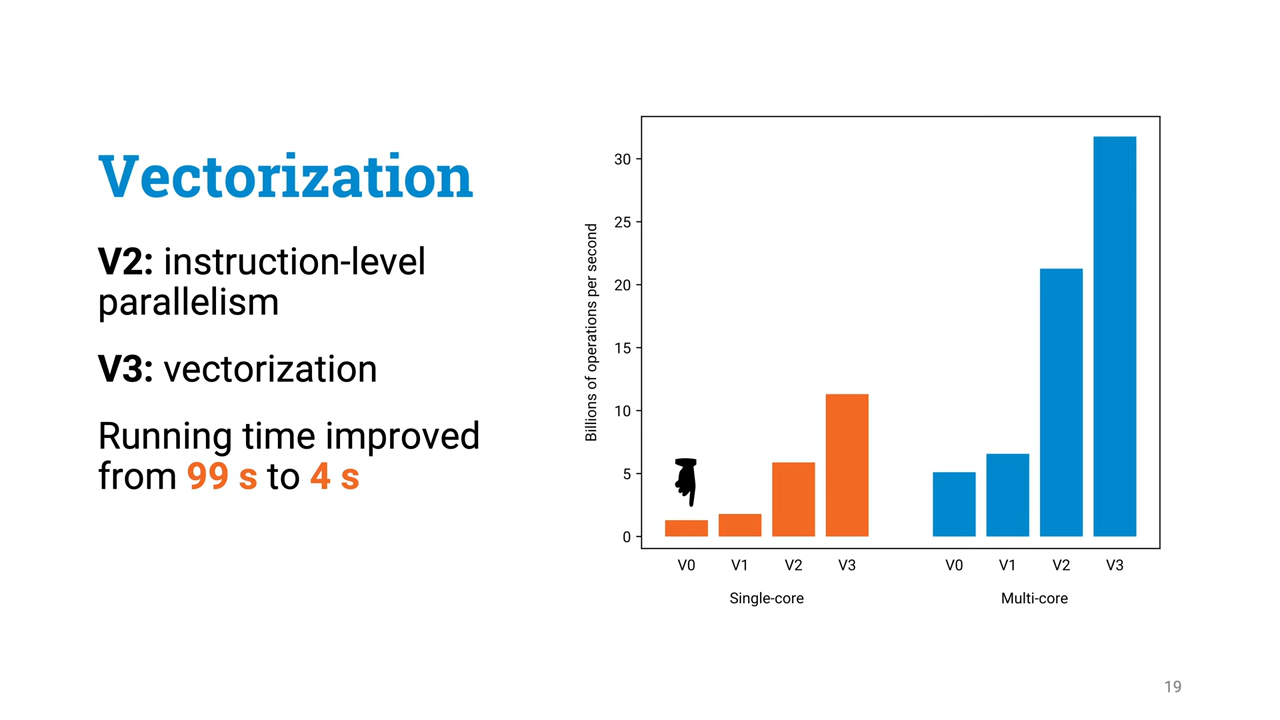 Vectorization
V2: instruction-level
parallelism
V3: vectorization
Running time improved
from 99 s to 4 s
Billions of operations per second
30
25
20
15
10
5
0
V0 V1 V2 V3 V0 V1 V2 V3
Single-core Multi-core
19